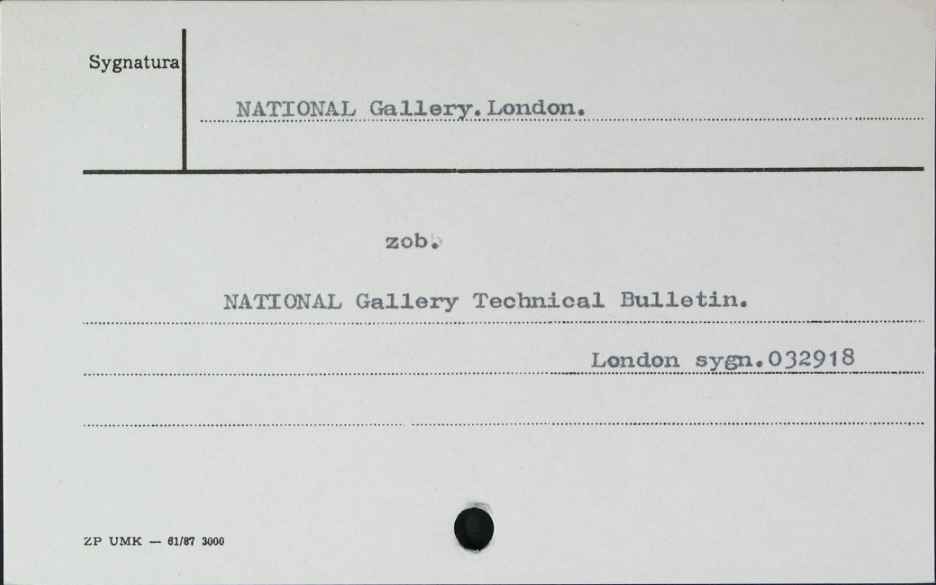 Sygnatura
NATIONAL Gallery.London.
zob.
NATIONAL Gallery Technical Bulletin.
London sygn.032918
ZP UMK — 61/87 3000